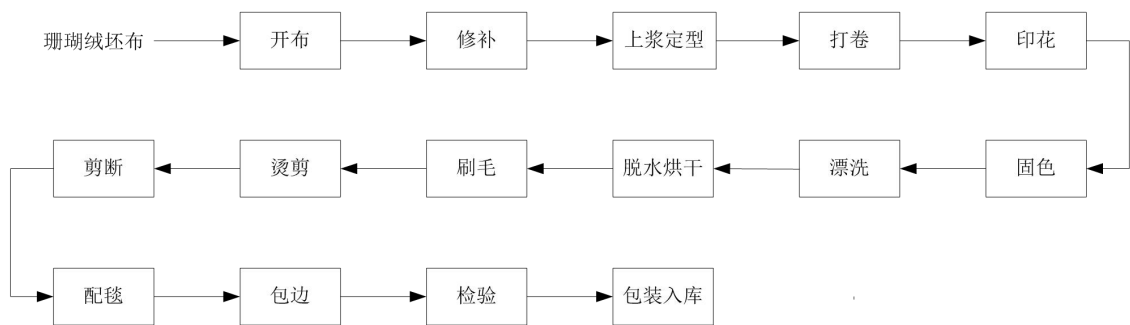 珊瑚绒坯布 开布 修补 上浆定型 打卷 印花
剪断 烫剪 刷毛 脱水烘干 漂洗 固色
配毯 包边 检验 包装入库